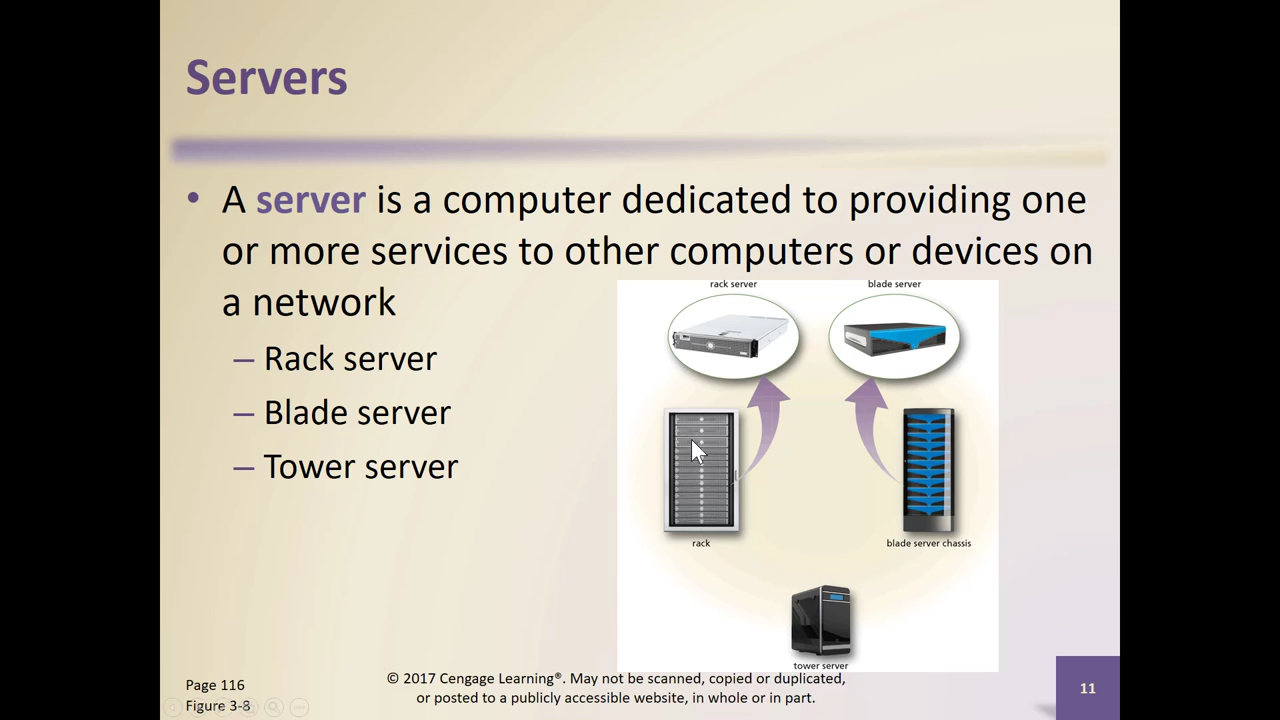 Servers
• A server is a computer dedicated to providing one
or more services to other computers or devices on
a network
– Rack server
– Blade server
– Tower server
rack server
blade server
rack
blade server chassis
tower server
Page 116
Figure 3-8
© 2017 Cengage Learning®. May not be scanned, copied or duplicated,
or posted to a publicly accessible website, in whole or in part.
11